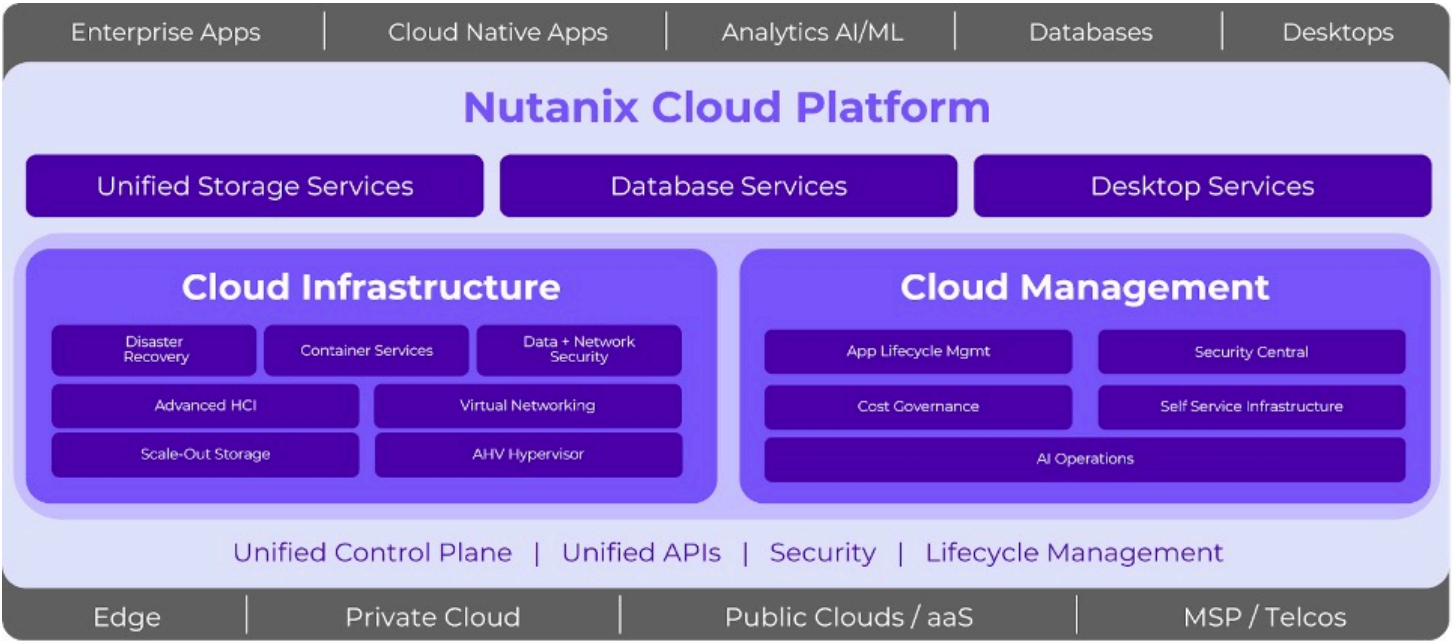 Enterprise Apps | Cloud Native Apps | Analytics AI/ML | Databases | Desktops
Nutanix Cloud Platform
Unified Storage Services
Database Services
Desktop Services
Cloud Infrastructure
Disaster
Recovery
Container Services
Data + Network
Security
Advanced HCI
Virtual Networking
Scale-Out Storage
AHV Hypervisor
Cloud Management
App Lifecycle Mgmt
Security Central
Cost Governance
Self Service Infrastructure
AI Operations
Unified Control Plane | Unified APIs | Security | Lifecycle Management
Edge | Private Cloud | Public Clouds / aaS | MSP / Telcos